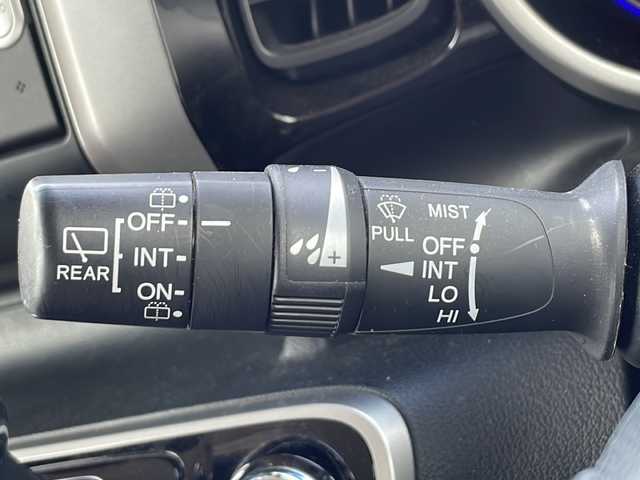 REAR
OFF
INT
ON
- +
PULL
MIST
OFF
INT
LO
HI